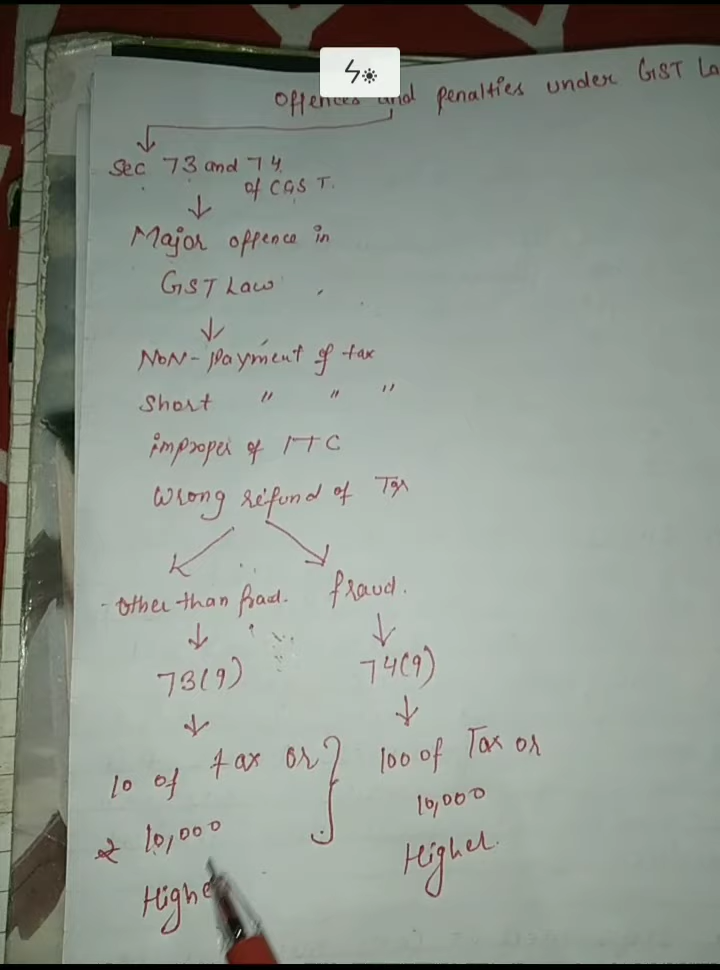 Offences and penalties under GST La
Sec 73 and 74
of CGST.
Major offence in
GST Law
Non-payment of tax
Short " " "
improper of ITC
Wrong refund of Tax
other than fraud. fraud.
73(9) 74(9)
10 of tax or 100 of Tax or
₹ 10,000 10,000
Highe Higher.